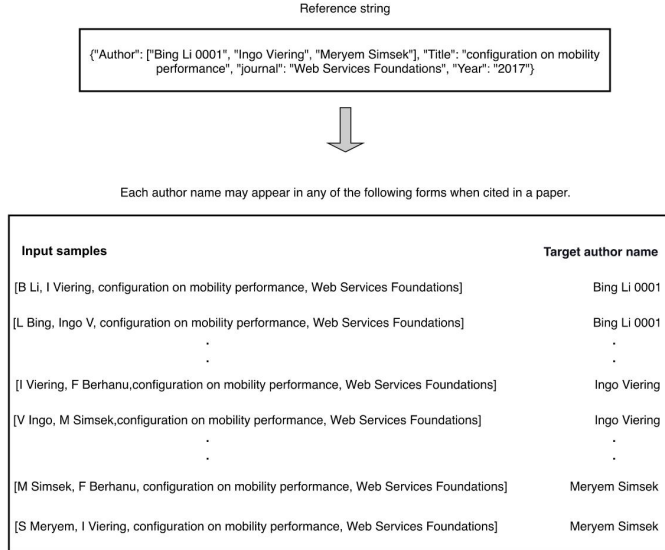 Reference string
{"Author": ["Bing Li 0001", "Ingo Viering", "Meryem Simsek"], "Title": "configuration on mobility
performance", "journal": "Web Services Foundations", "Year": "2017"}
Each author name may appear in any of the following forms when cited in a paper.
Input samples Target author name
[B Li, I Viering, configuration on mobility performance, Web Services Foundations] Bing Li 0001
[L Bing, Ingo V, configuration on mobility performance, Web Services Foundations] Bing Li 0001
. .
. .
[I Viering, F Berhanu,configuration on mobility performance, Web Services Foundations] Ingo Viering
[V Ingo, M Simsek,configuration on mobility performance, Web Services Foundations] Ingo Viering
. .
. .
[M Simsek, F Berhanu, configuration on mobility performance, Web Services Foundations] Meryem Simsek
[S Meryem, I Viering, configuration on mobility performance, Web Services Foundations] Meryem Simsek